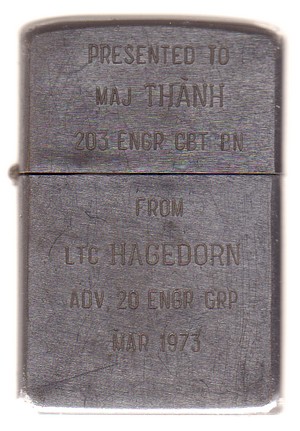 PRESENTED TO
MAJ THÀNH
203 ENGR CBT BN
FROM
LTC HAGEDORN
ADV 20 ENGR GRP
MAR 1973